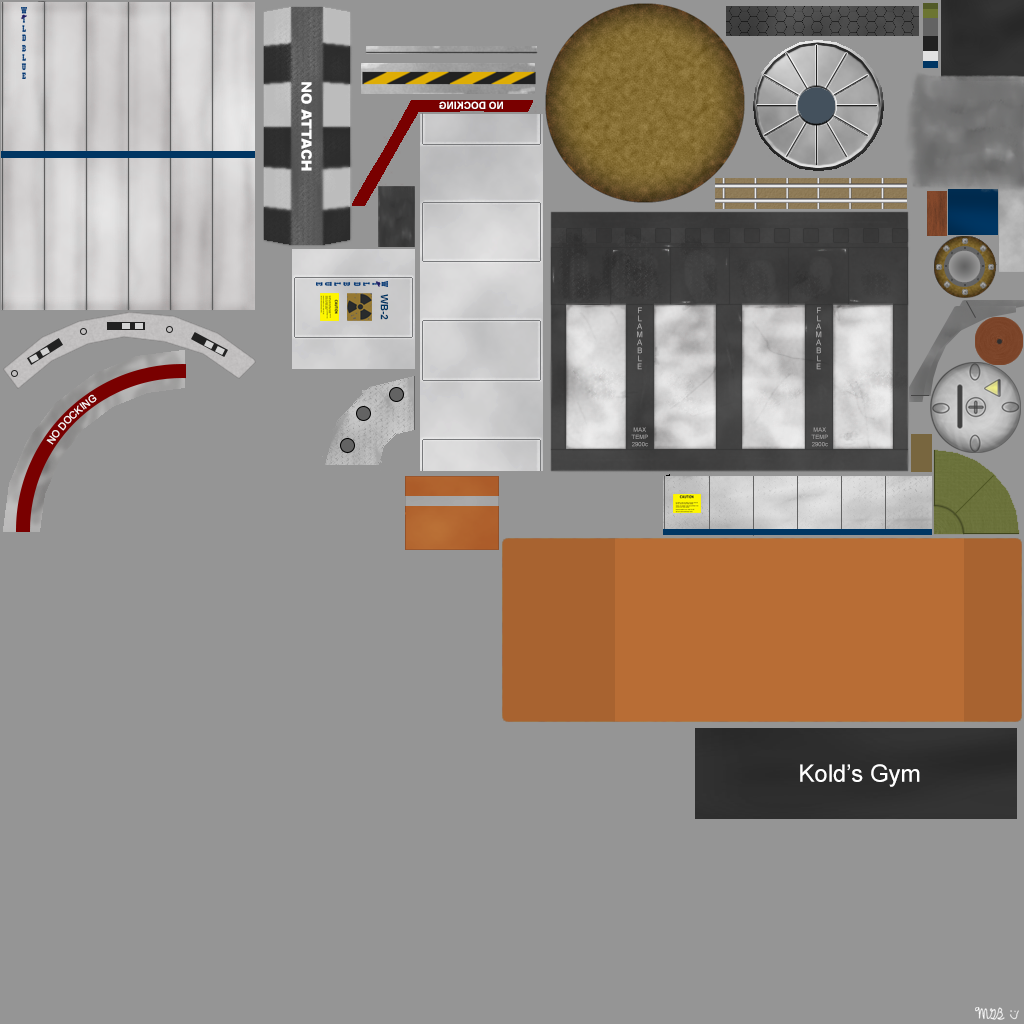 WILDBLUE
NO ATTACH
NO DOCKING
WILDBLUE
WB-2
CAUTION
FLAMABLE
FLAMABLE
MAX
TEMP
2900c
MAX
TEMP
2900c
NO DOCKING
CAUTION
Kold’s Gym